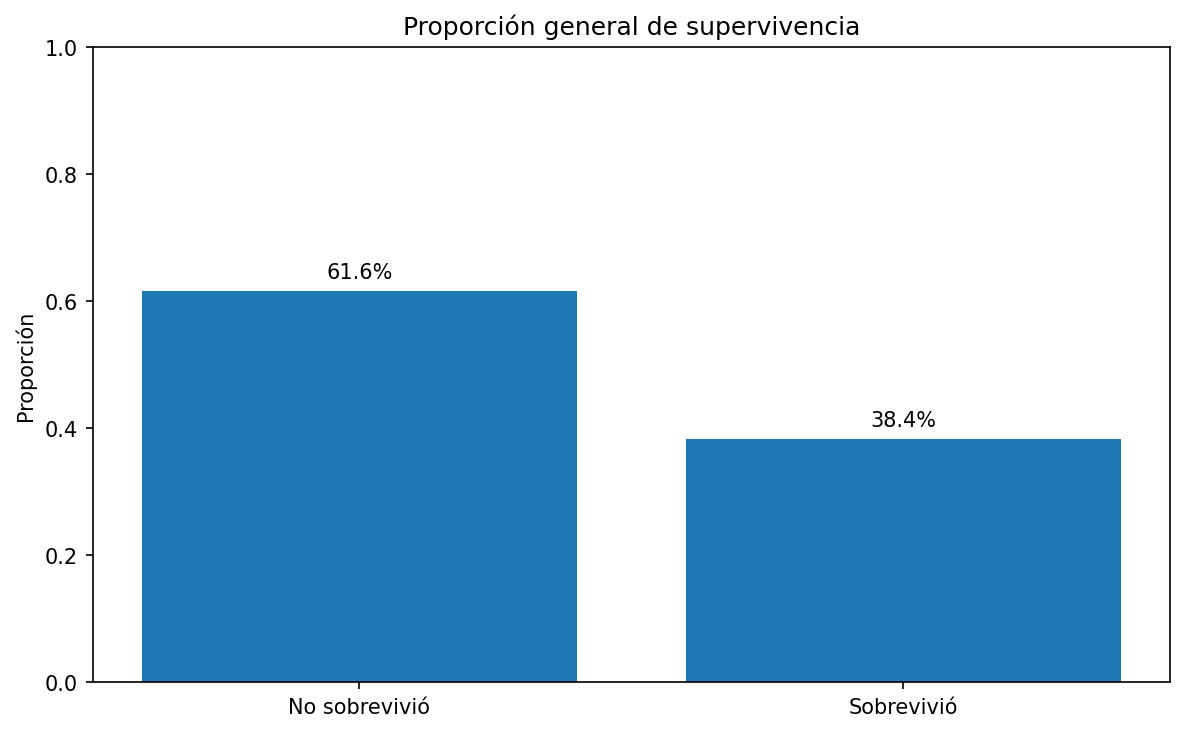 Proporción general de supervivencia
1.0
0.8
0.6
0.4
0.2
0.0
Proporción
61.6%
38.4%
No sobrevivió
Sobrevivió